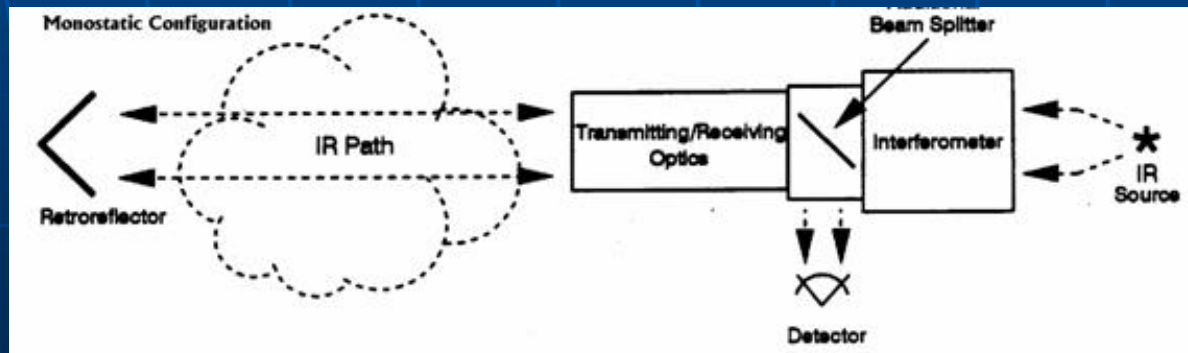 Monostatic Configuration
Beam Splitter
Transmitting/Receiving
Optics
Interferometer
IR Path
IR
Source
Retroreflector
Detector